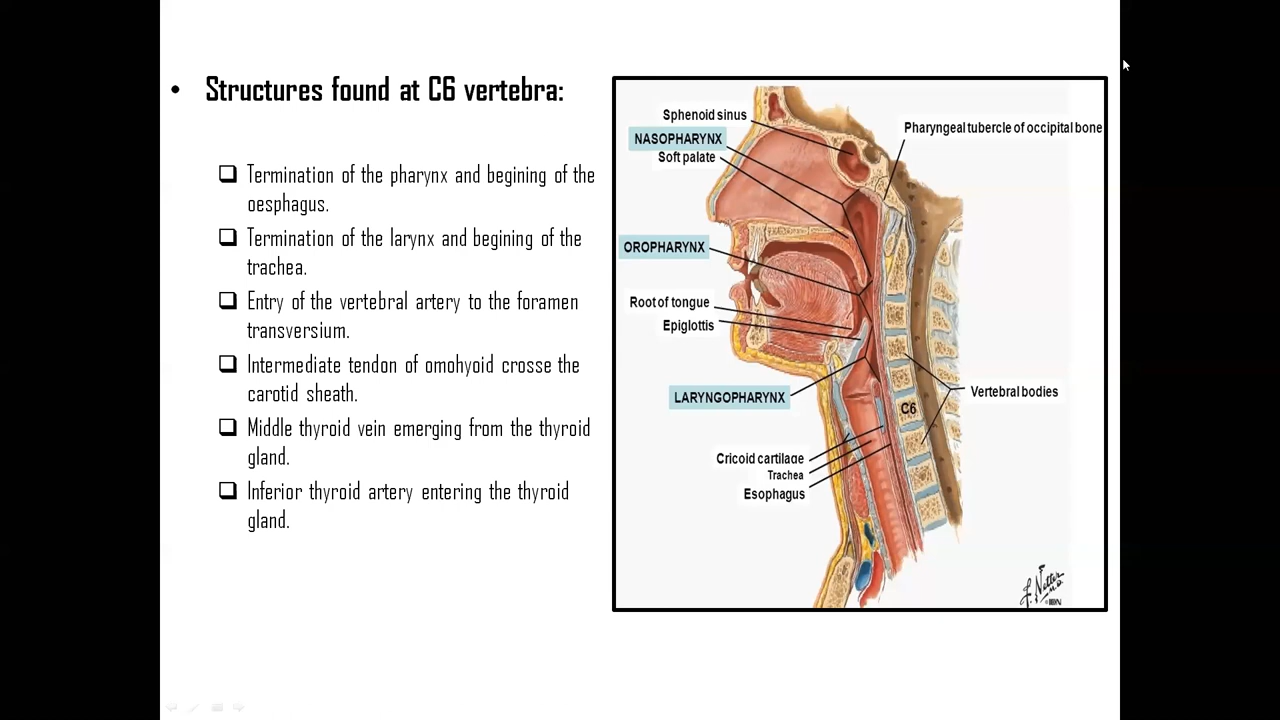 • Structures found at C6 vertebra:
❑ Termination of the pharynx and begining of the
oesphagus.
❑ Termination of the larynx and begining of the
trachea.
❑ Entry of the vertebral artery to the foramen
transversium.
❑ Intermediate tendon of omohyoid crosse the
carotid sheath.
❑ Middle thyroid vein emerging from the thyroid
gland.
❑ Inferior thyroid artery entering the thyroid
gland.
Sphenoid sinus
Pharyngeal tubercle of occipital bone
NASOPHARYNX
Soft palate
OROPHARYNX
Root of tongue
Epiglottis
LARYNGOPHARYNX
Vertebral bodies
C6
Cricoid cartilage
Trachea
Esophagus
F. Netter
M.D.